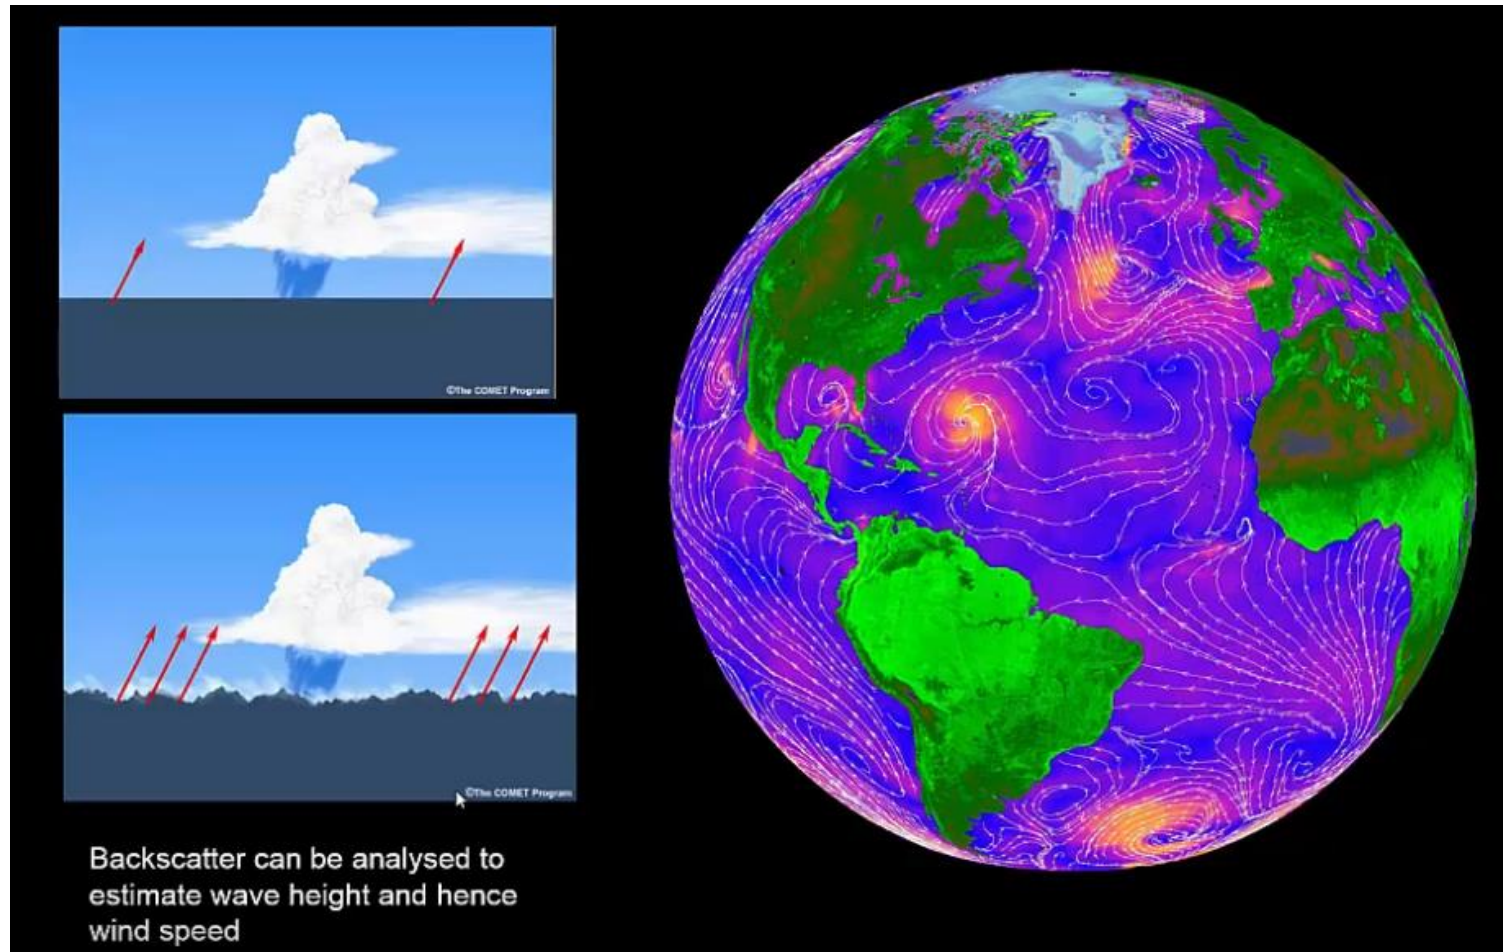 ©The COMET Program
©The COMET Program
Backscatter can be analysed to
estimate wave height and hence
wind speed